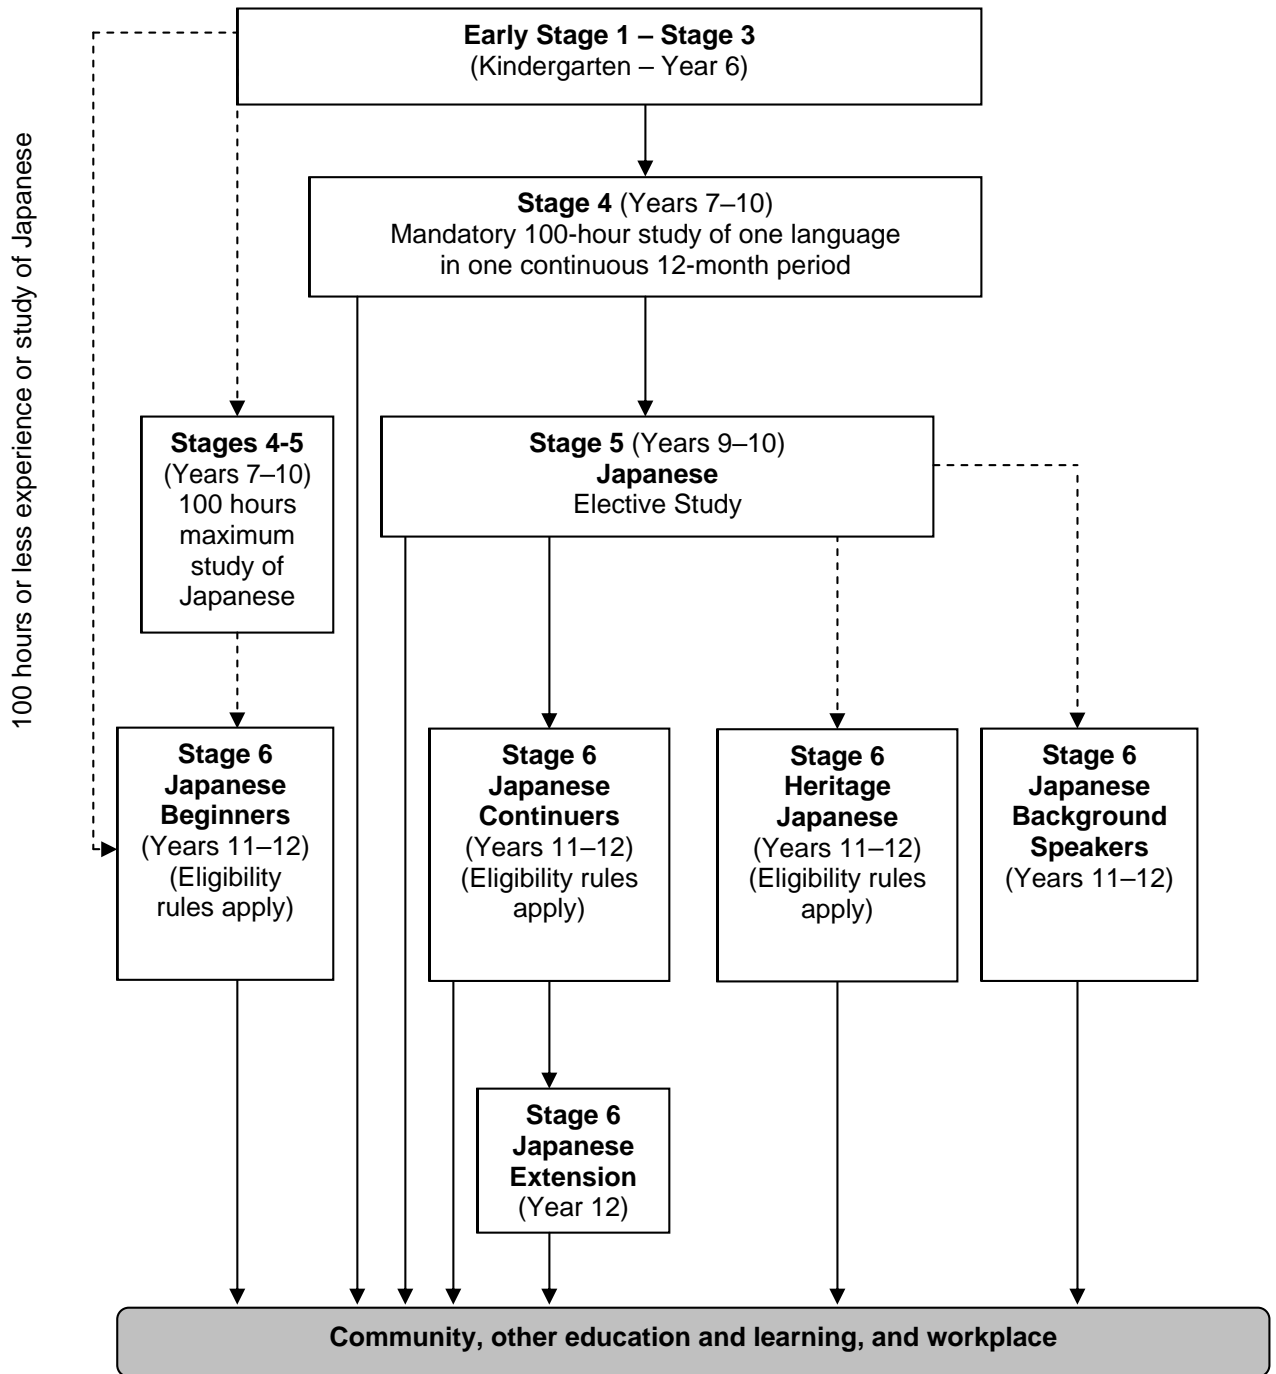 Early Stage 1 – Stage 3
(Kindergarten – Year 6)
100 hours or less experience or study of Japanese
Stage 4 (Years 7–10)
Mandatory 100-hour study of one language
in one continuous 12-month period
Stages 4-5
(Years 7–10)
100 hours
maximum
study of
Japanese
Stage 5 (Years 9–10)
Japanese
Elective Study
Stage 6
Japanese
Beginners
(Years 11–12)
(Eligibility
rules apply)
Stage 6
Japanese
Continuers
(Years 11–12)
(Eligibility rules
apply)
Stage 6
Heritage
Japanese
(Years 11–12)
(Eligibility rules
apply)
Stage 6
Japanese
Background
Speakers
(Years 11–12)
Stage 6
Japanese
Extension
(Year 12)
Community, other education and learning, and workplace